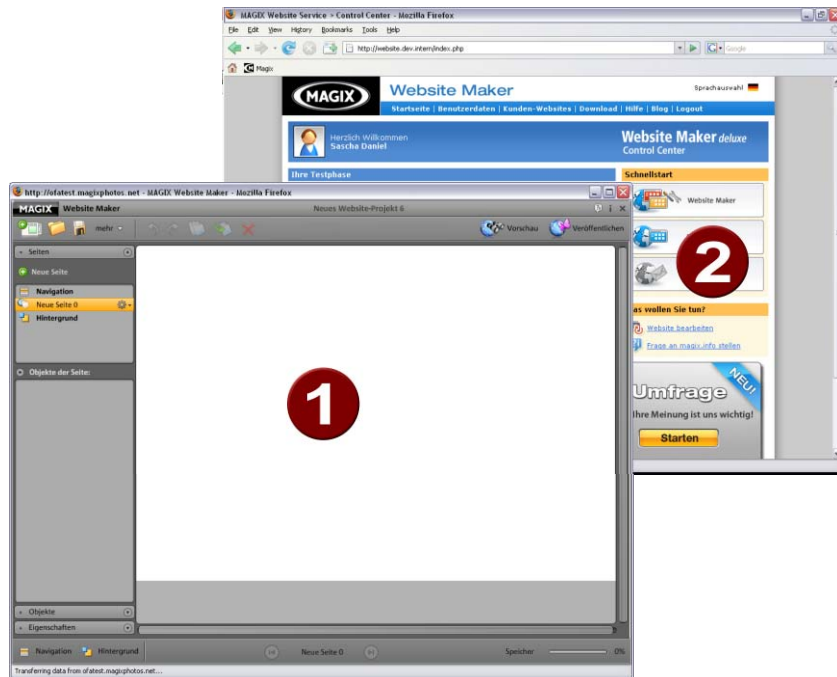 MAGIX Website Service > Control Center - Mozilla Firefox
File Edit View History Bookmarks Tools Help
http://website.dev.intern/index.php
Google
Magix
MAGIX
Website Maker
Sprachauswahl
Startseite | Benutzerdaten | Kunden-Websites | Download | Hilfe | Blog | Logout
Herzlich Willkommen
Sascha Daniel
Website Maker deluxe
Control Center
Ihre Testphase
Schnellstart
Website Maker
2
as wollen Sie tun?
Website bearbeiten
Frage an magix.info stellen
NEU!
Umfrage
Ihre Meinung ist uns wichtig!
Starten
http://ofatest.magixphotos.net - MAGIX Website Maker - Mozilla Firefox
MAGIX Website Maker
Neues Website-Projekt 6
mehr
Vorschau
Veröffentlichen
Seiten
Neue Seite
Navigation
Neue Seite 0
Hintergrund
Objekte der Seite:
1
Objekte
Eigenschaften
Navigation Hintergrund
Neue Seite 0
Speicher
0%
Transferring data from ofatest.magixphotos.net...